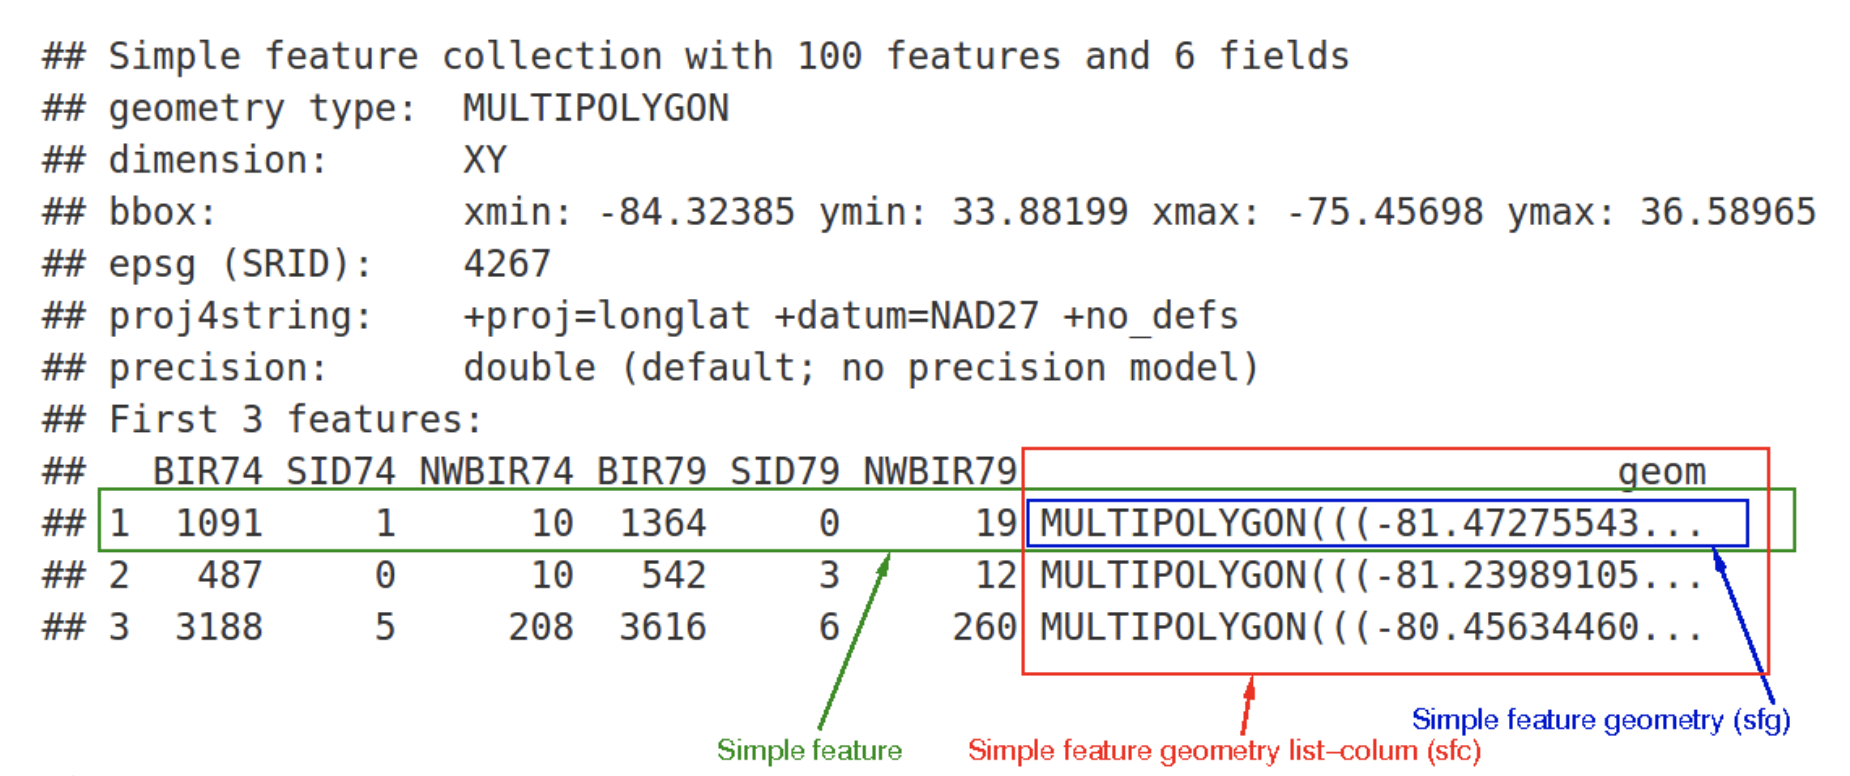 ## Simple feature collection with 100 features and 6 fields
## geometry type:  MULTIPOLYGON
## dimension:      XY
## bbox:           xmin: -84.32385 ymin: 33.88199 xmax: -75.45698 ymax: 36.58965
## epsg (SRID):    4267
## proj4string:    +proj=longlat +datum=NAD27 +no_defs
## precision:      double (default; no precision model)
## First 3 features:
##   BIR74 SID74 NWBIR74 BIR79 SID79 NWBIR79                           geom
## 1  1091     1      10  1364     0      19 MULTIPOLYGON(((-81.47275543...
## 2   487     0      10   542     3      12 MULTIPOLYGON(((-81.23989105...
## 3  3188     5     208  3616     6     260 MULTIPOLYGON(((-80.45634460...
Simple feature geometry (sfg)
Simple feature
Simple feature geometry list–colum (sfc)